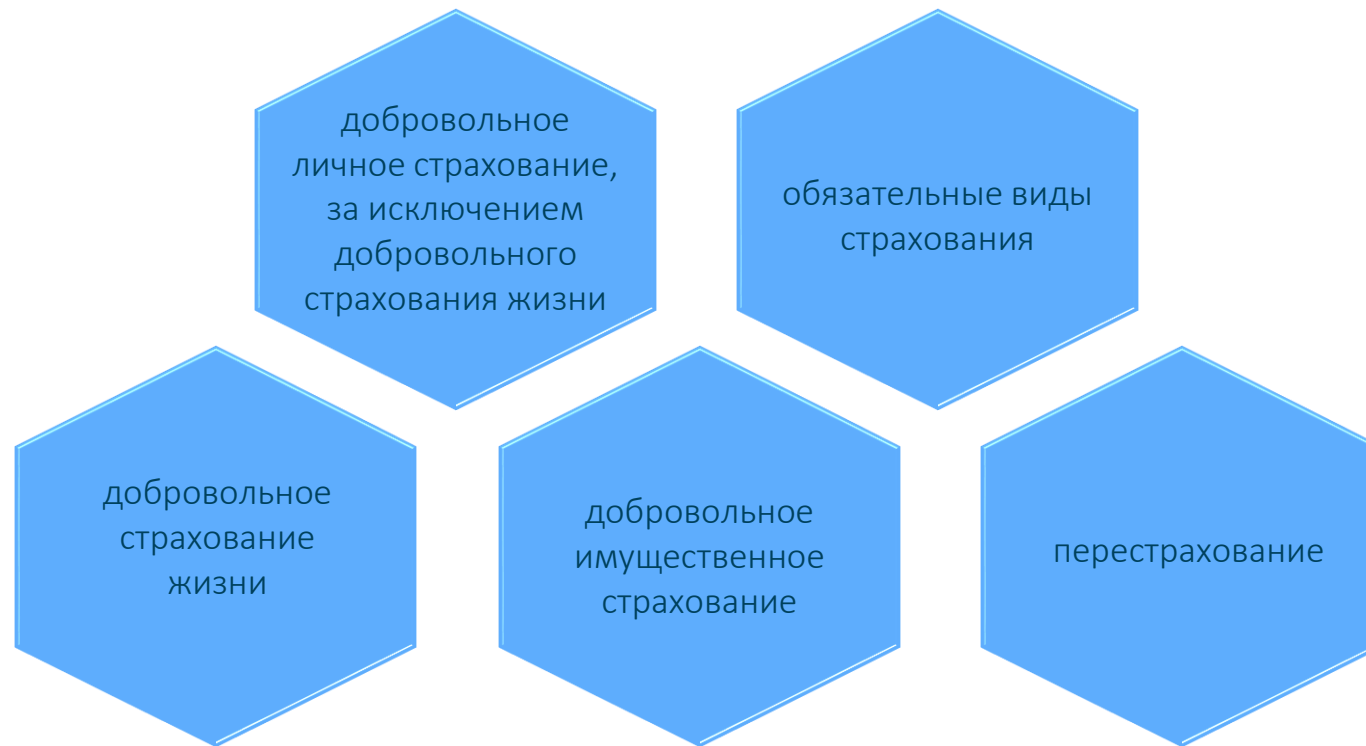 добровольное
личное страхование,
за исключением
добровольного
страхования жизни
обязательные виды
страхования
добровольное
страхование
жизни
добровольное
имущественное
страхование
перестрахование